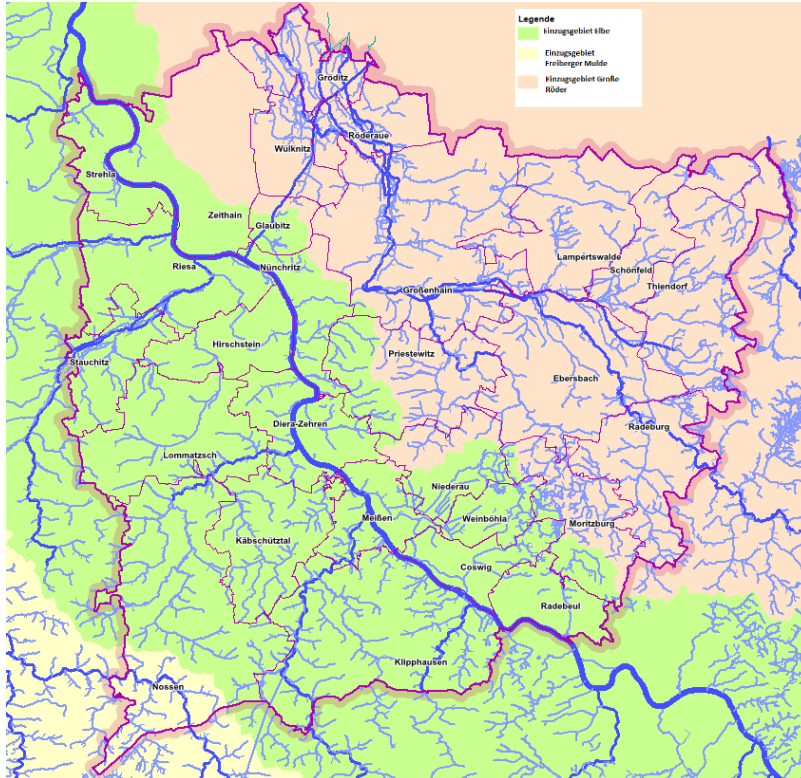 Legende
Einzugsgebiet Elbe
Einzugsgebiet
Freiberger Mulde
Einzugsgebiet Große
Röder
Gröditz
Röderaue
Wülknitz
Strehla
Zeithain
Glaubitz
Riesa
Nünchritz
Lampertswalde
Schönfeld
Thiendorf
Großenhain
Hirschstein
Stauchitz
Priestewitz
Ebersbach
Diera-Zehren
Radeburg
Lommatzsch
Niederau
Weinböhla
Meißen
Moritzburg
Käbschütztal
Coswig
Radebeul
Klipphausen
Nossen